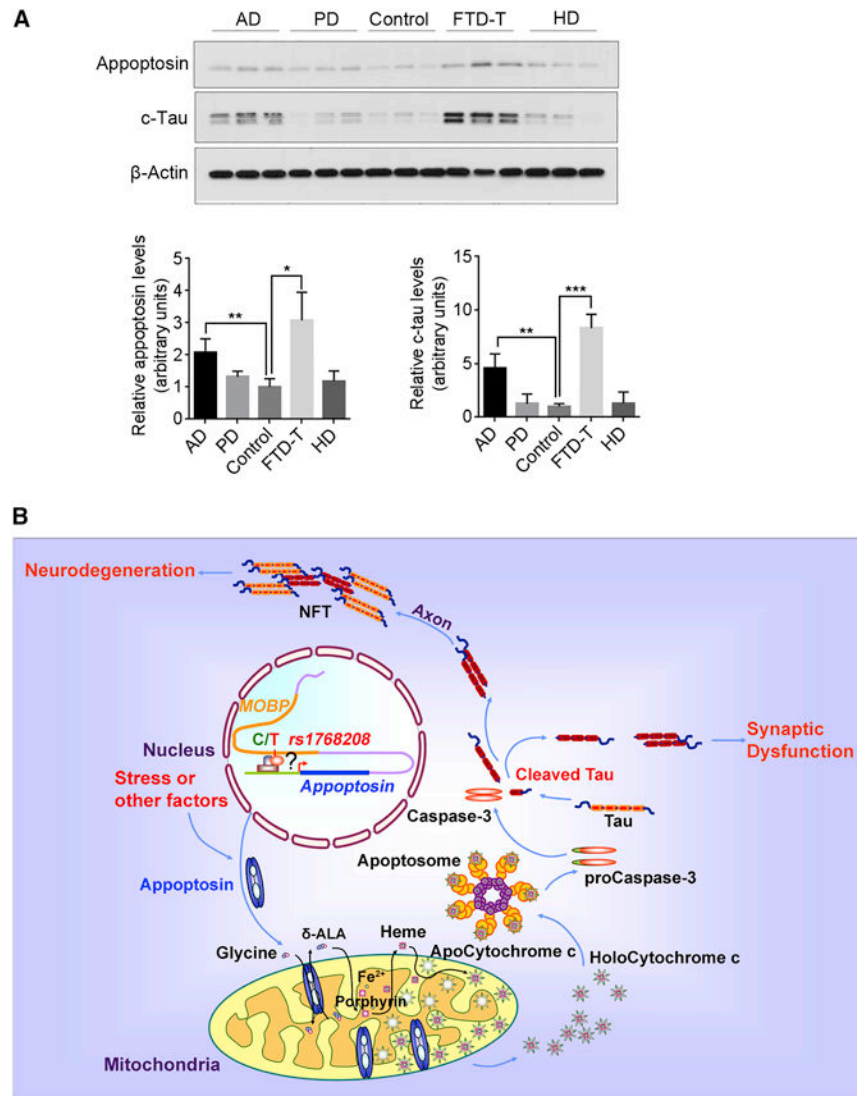 A
AD PD Control FTD-T HD
Appoptosin
c-Tau
β-Actin
Relative appoptosin levels
(arbitrary units)
5
4
3
2
1
0
**
*
AD
PD
Control
FTD-T
HD
Relative c-tau levels
(arbitrary units)
15
10
5
0
**
***
AD
PD
Control
FTD-T
HD
B
Neurodegeneration
NFT
Axon
MOBP
C/T rs1768208
?
Appoptosin
Nucleus
Stress or
other factors
Appoptosin
Synaptic
Dysfunction
Cleaved Tau
Caspase-3
Tau
Apoptosome
proCaspase-3
δ-ALA
Heme
Glycine
ApoCytochrome c
HoloCytochrome c
Fe²⁺
Porphyrin
Mitochondria